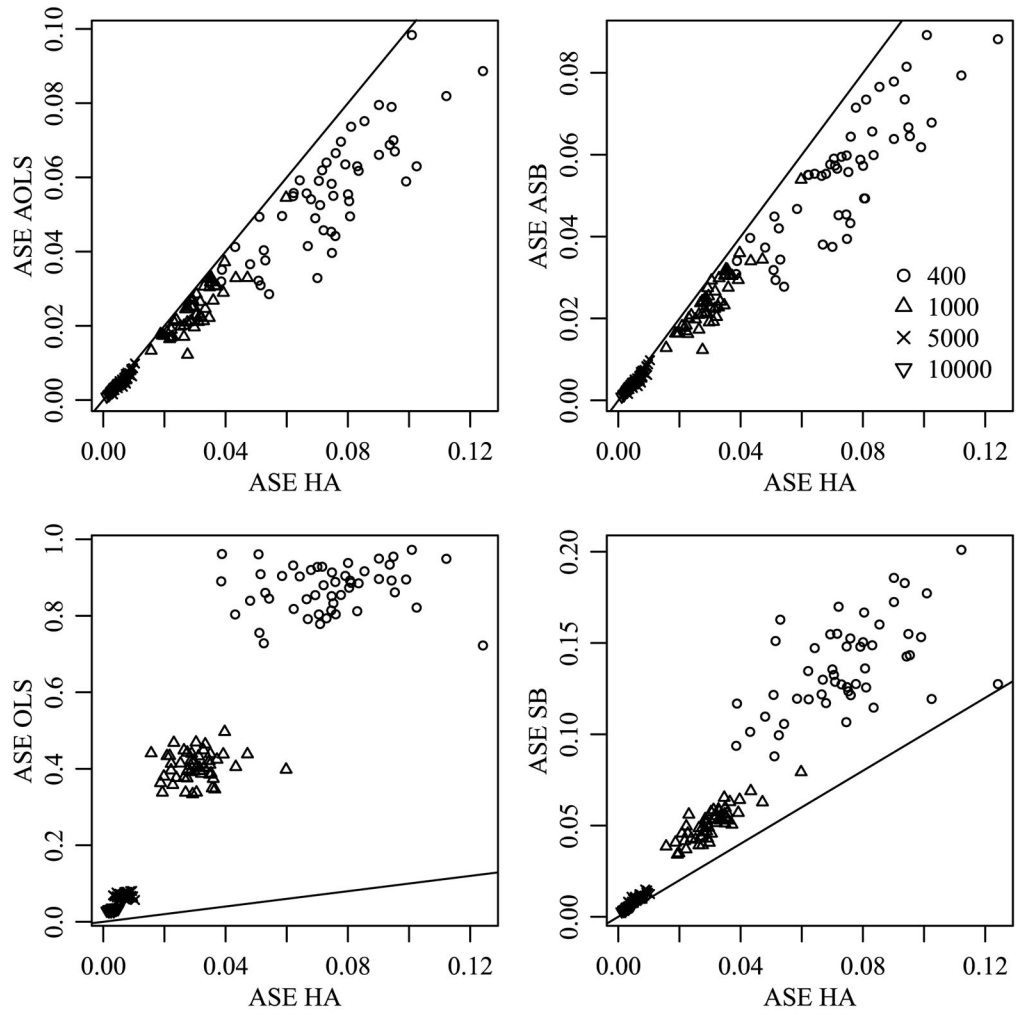 ASE AOLS
0.00 0.02 0.04 0.06 0.08 0.10
0.00 0.04 0.08 0.12
ASE HA
ASE ASB
0.00 0.02 0.04 0.06 0.08
400
1000
5000
10000
0.00 0.04 0.08 0.12
ASE HA
ASE OLS
0.0 0.2 0.4 0.6 0.8 1.0
0.00 0.04 0.08 0.12
ASE HA
ASE SB
0.00 0.05 0.10 0.15 0.20
0.00 0.04 0.08 0.12
ASE HA